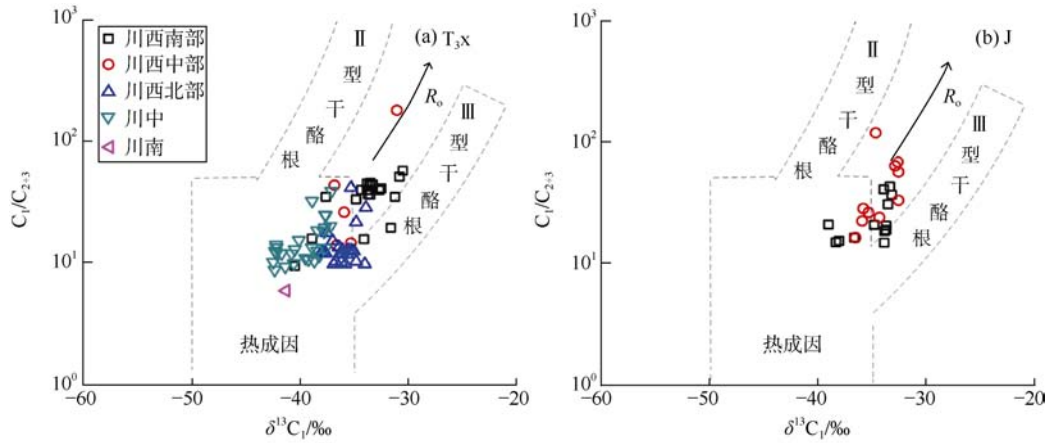 (a) T₃x
川西南部
川西中部
川西北部
川中
川南
Ⅱ
型
干
酪
根
Rₒ
Ⅲ
型
干
酪
根
热成因
10³
10²
10¹
10⁰
C₁/C₂₊₃
−60
−50
−40
−30
−20
δ¹³C₁/‰
(b) J
Ⅱ
型
干
酪
根
Rₒ
Ⅲ
型
干
酪
根
热成因
10³
10²
10¹
10⁰
C₁/C₂₊₃
−60
−50
−40
−30
−20
δ¹³C₁/‰